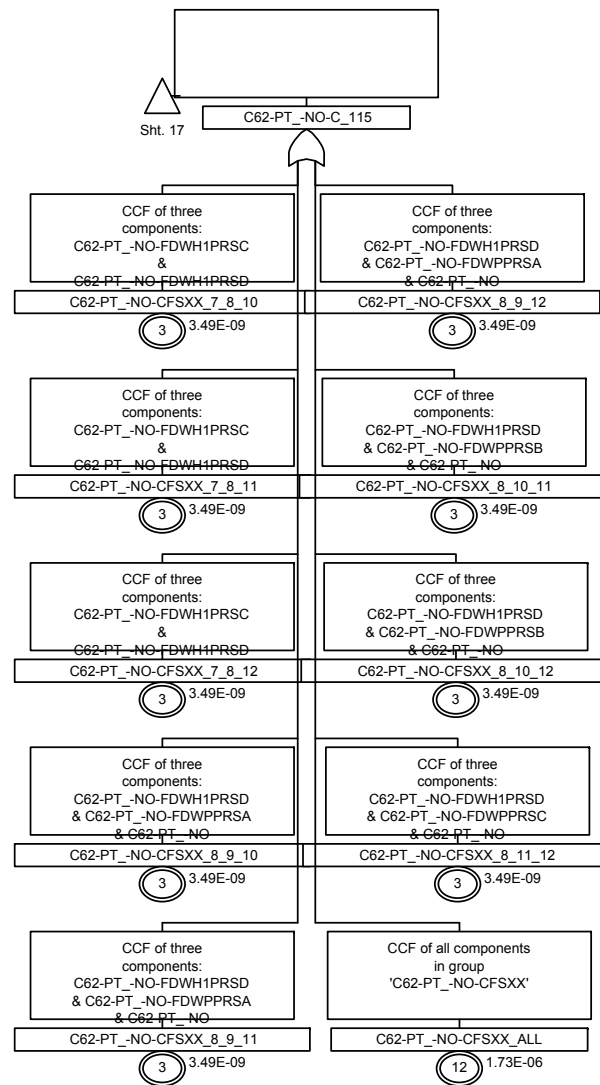 Sht. 17
C62-PT_-NO-C_115
CCF of three
components:
C62-PT_-NO-FDWH1PRSC
&
C62-PT_-NO-FDWH1PRSD
C62-PT_-NO-CFSXX_7_8_10
3
3.49E-09
CCF of three
components:
C62-PT_-NO-FDWH1PRSD
& C62-PT_-NO-FDWPPRSA
& C62-PT_-NO
C62-PT_-NO-CFSXX_8_9_12
3
3.49E-09
CCF of three
components:
C62-PT_-NO-FDWH1PRSC
&
C62-PT_-NO-FDWH1PRSD
C62-PT_-NO-CFSXX_7_8_11
3
3.49E-09
CCF of three
components:
C62-PT_-NO-FDWH1PRSD
& C62-PT_-NO-FDWPPRSB
& C62-PT_-NO
C62-PT_-NO-CFSXX_8_10_11
3
3.49E-09
CCF of three
components:
C62-PT_-NO-FDWH1PRSC
&
C62-PT_-NO-FDWH1PRSD
C62-PT_-NO-CFSXX_7_8_12
3
3.49E-09
CCF of three
components:
C62-PT_-NO-FDWH1PRSD
& C62-PT_-NO-FDWPPRSB
& C62-PT_-NO
C62-PT_-NO-CFSXX_8_10_12
3
3.49E-09
CCF of three
components:
C62-PT_-NO-FDWH1PRSD
& C62-PT_-NO-FDWPPRSA
& C62-PT_-NO
C62-PT_-NO-CFSXX_8_9_10
3
3.49E-09
CCF of three
components:
C62-PT_-NO-FDWH1PRSD
& C62-PT_-NO-FDWPPRSC
& C62-PT_-NO
C62-PT_-NO-CFSXX_8_11_12
3
3.49E-09
CCF of three
components:
C62-PT_-NO-FDWH1PRSD
& C62-PT_-NO-FDWPPRSA
& C62-PT_-NO
C62-PT_-NO-CFSXX_8_9_11
3
3.49E-09
CCF of all components
in group
'C62-PT_-NO-CFSXX'
C62-PT_-NO-CFSXX_ALL
12
1.73E-06